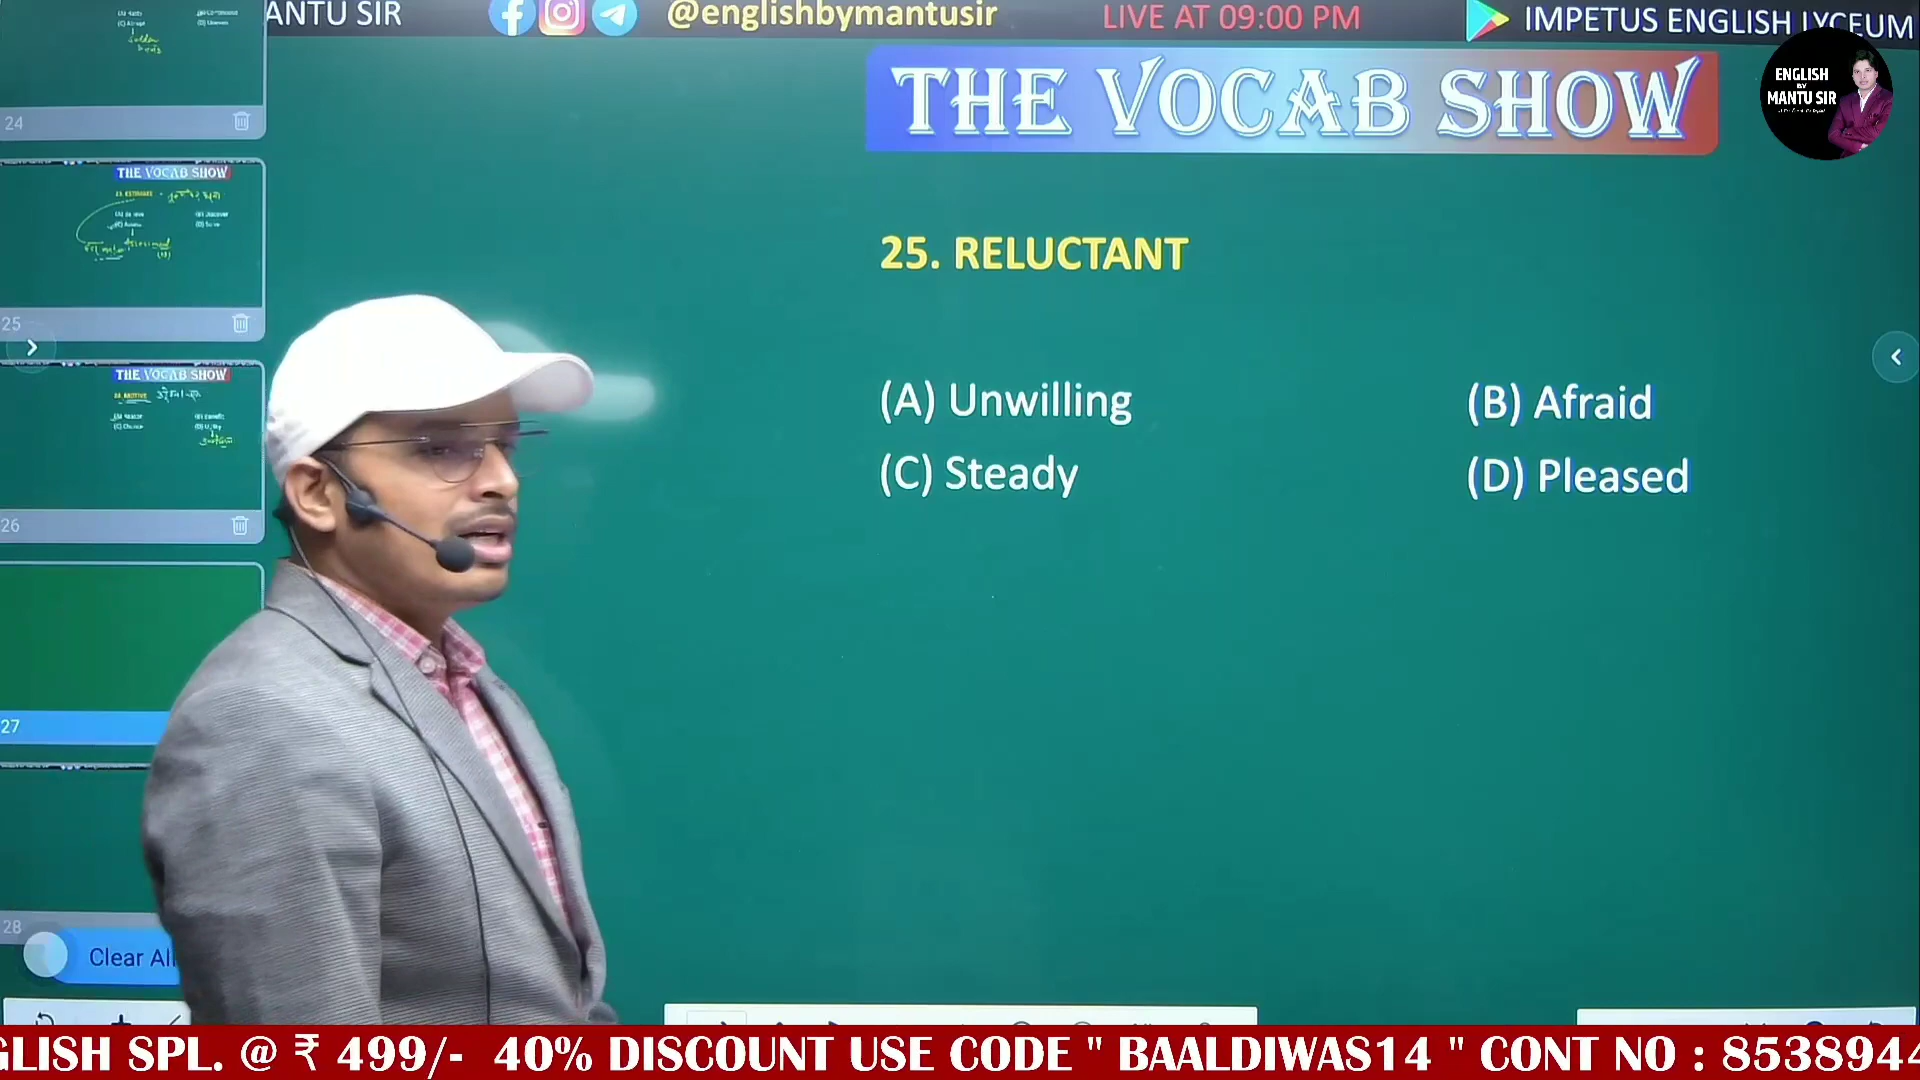 ANTU SIR
@englishbymantusir
LIVE AT 09:00 PM
IMPETUS ENGLISH LYCEUM
THE VOCAB SHOW
ENGLISH
BY
MANTU SIR
25. RELUCTANT
(A) Unwilling
(B) Afraid
(C) Steady
(D) Pleased
24
THE VOCAB SHOW
25
THE VOCAB SHOW
26
27
28
Clear All
GLISH SPL. @ ₹ 499/- 40% DISCOUNT USE CODE " BAALDIWAS14 " CONT NO : 8538944